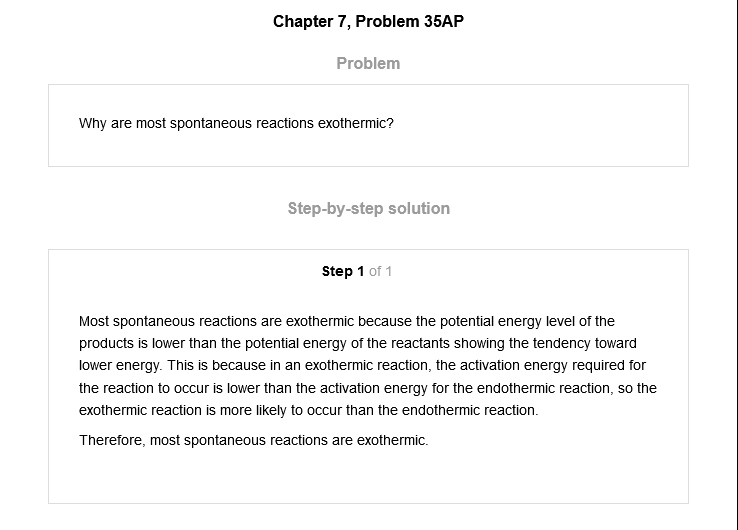 Chapter 7, Problem 35AP
Problem
Why are most spontaneous reactions exothermic?
Step-by-step solution
Step 1 of 1
Most spontaneous reactions are exothermic because the potential energy level of the
products is lower than the potential energy of the reactants showing the tendency toward
lower energy. This is because in an exothermic reaction, the activation energy required for
the reaction to occur is lower than the activation energy for the endothermic reaction, so the
exothermic reaction is more likely to occur than the endothermic reaction.
Therefore, most spontaneous reactions are exothermic.